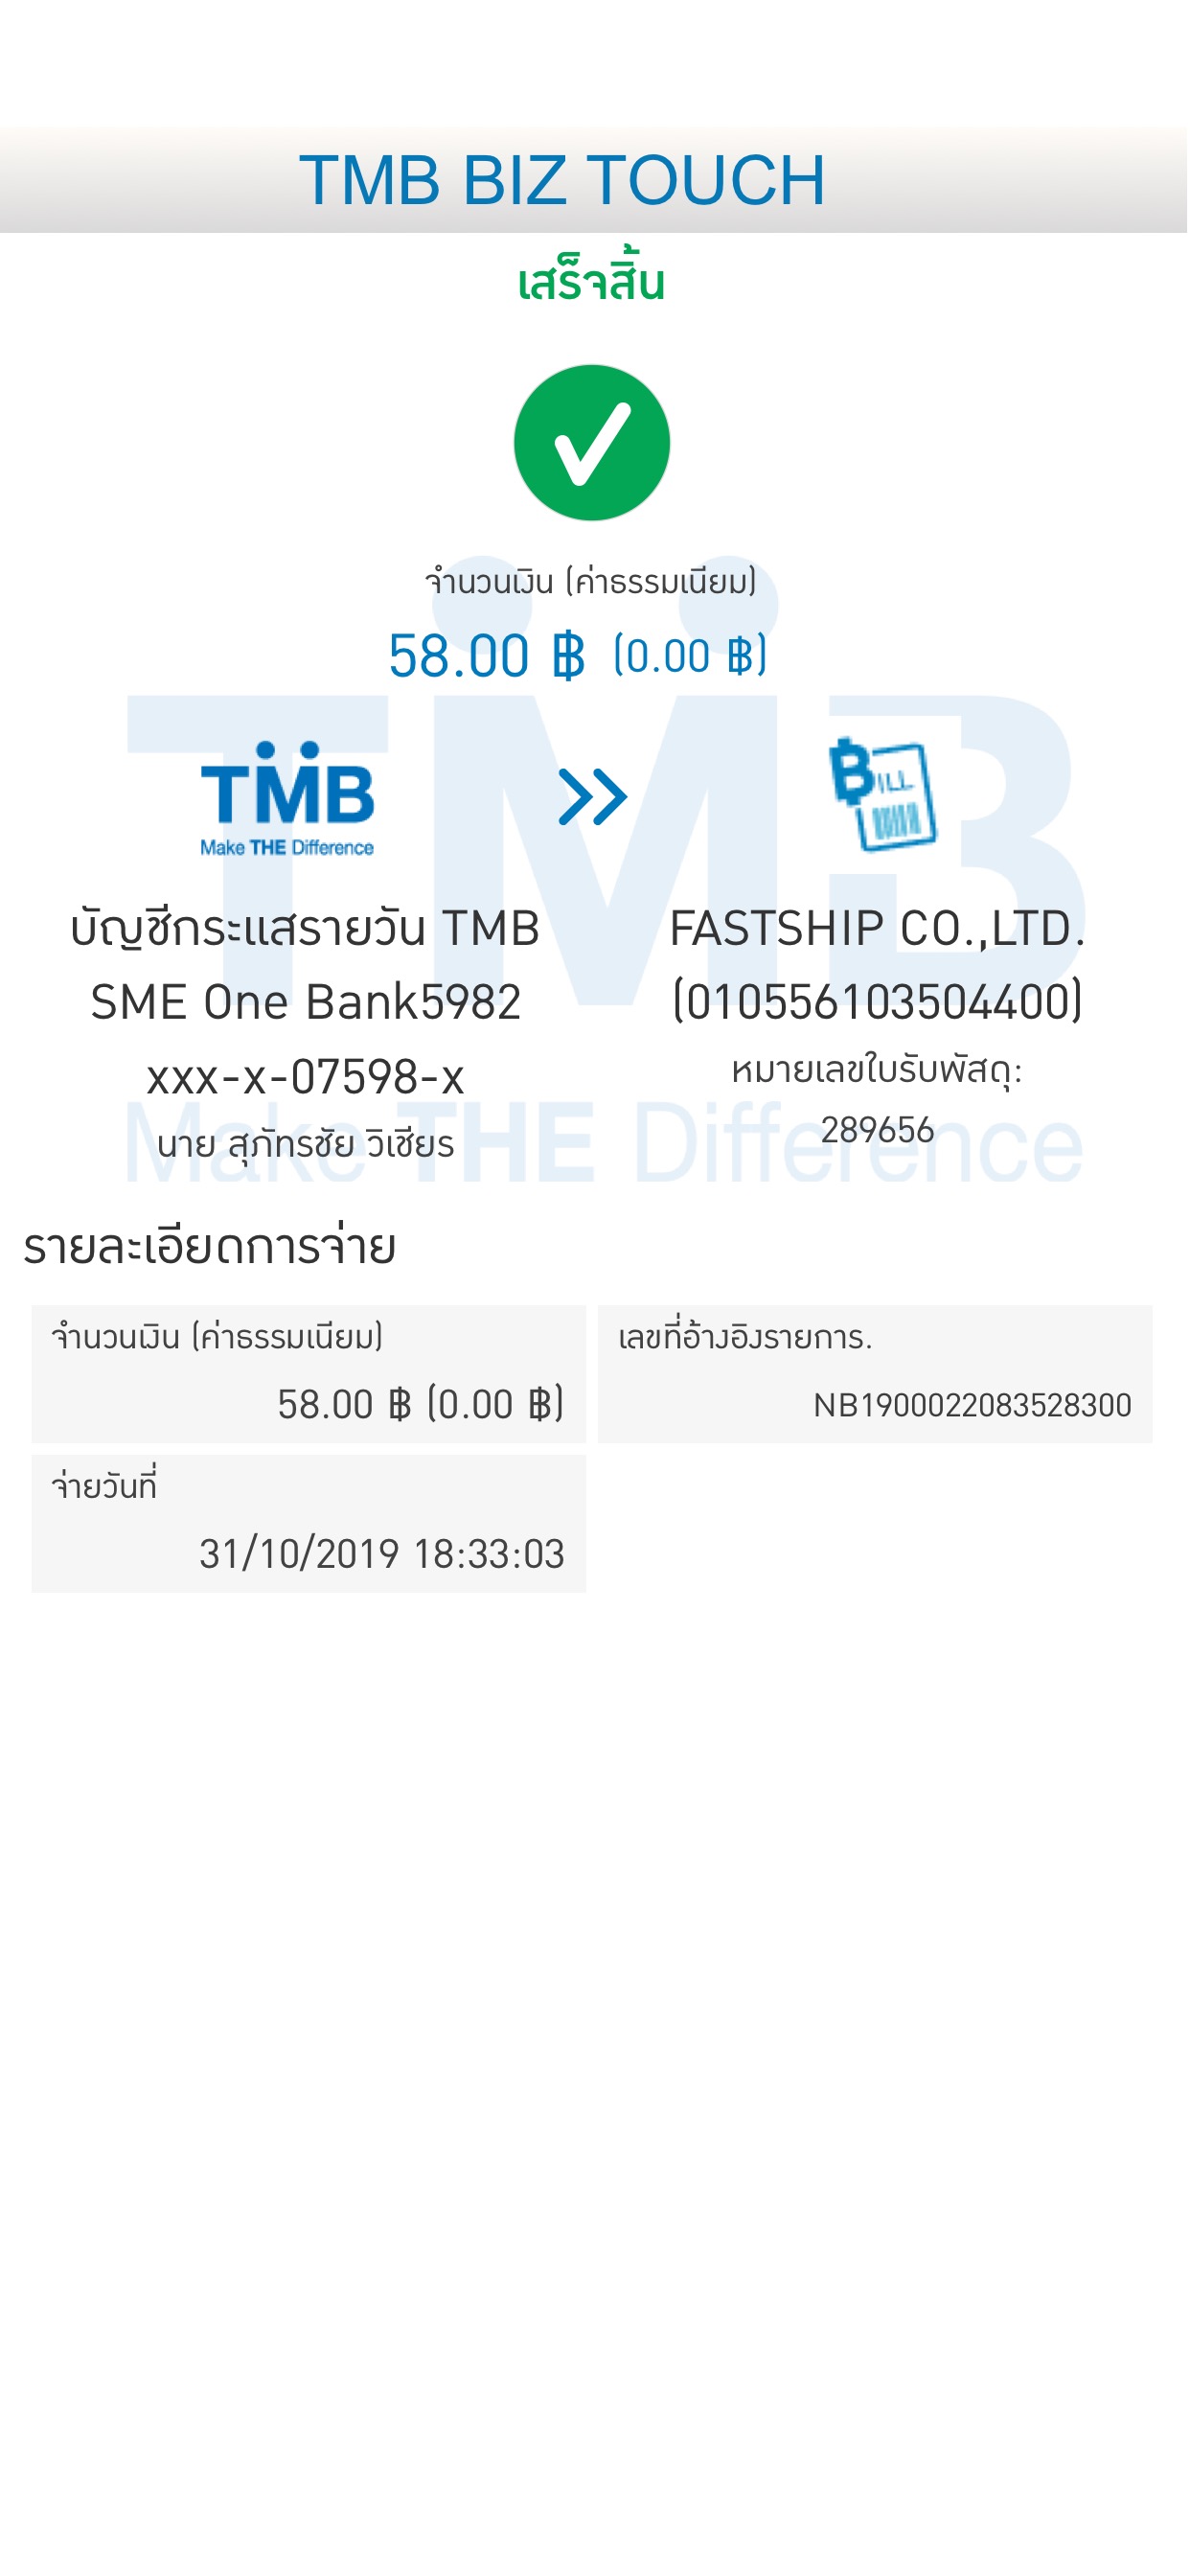 TMB BIZ TOUCH
เสร็จสิ้น
จำนวนเงิน (ค่าธรรมเนียม)
58.00 ฿ (0.00 ฿)
TMB
Make THE Difference
BILL
TMB
Make THE Difference
บัญชีกระแสรายวัน TMB
SME One Bank5982
xxx-x-07598-x
นาย สุภัทรชัย วิเชียร
FASTSHIP CO.,LTD.
(010556103504400)
หมายเลขใบรับพัสดุ:
289656
รายละเอียดการจ่าย
จำนวนเงิน (ค่าธรรมเนียม)
58.00 ฿ (0.00 ฿)
เลขที่อ้างอิงรายการ.
NB1900022083528300
จ่ายวันที่
31/10/2019 18:33:03